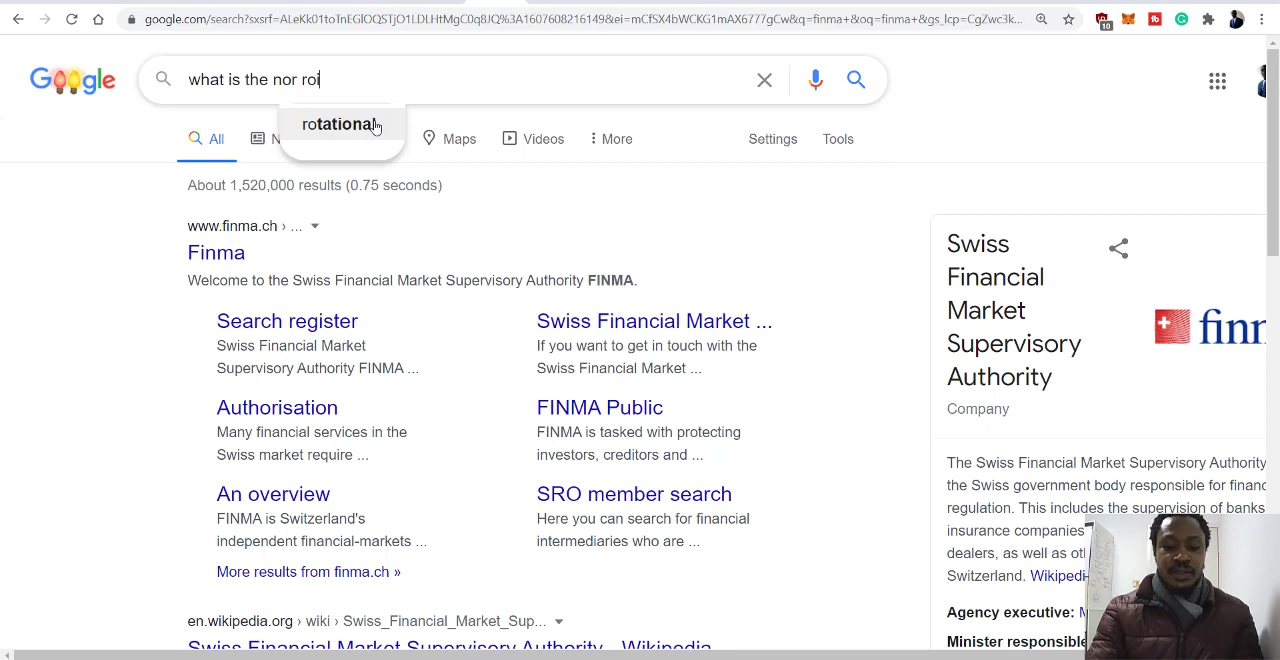 google.com/search?sxsrf=ALeKk01toTnEGlOQSTjO1LDLHtMgC0q8JQ%3A1607608216149&ei=mCfSX4bWCKG1mAX6777gCw&q=finma+&oq=finma+&gs_lcp=CgZwc3k...
10
Google
what is the nor roi
rotational
All
N
Maps
Videos
More
Settings
Tools
About 1,520,000 results (0.75 seconds)
www.finma.ch › ...
Finma
Welcome to the Swiss Financial Market Supervisory Authority FINMA.
Search register
Swiss Financial Market
Supervisory Authority FINMA ...
Swiss Financial Market ...
If you want to get in touch with the
Swiss Financial Market ...
Authorisation
Many financial services in the
Swiss market require ...
FINMA Public
FINMA is tasked with protecting
investors, creditors and ...
An overview
FINMA is Switzerland's
independent financial-markets ...
SRO member search
Here you can search for financial
intermediaries who are ...
More results from finma.ch »
en.wikipedia.org › wiki › Swiss_Financial_Market_Sup...
Swiss Financial Market Supervisory Authority - Wikipedia
Swiss
Financial
Market
Supervisory
Authority
Company
The Swiss Financial Market Supervisory Authority
the Swiss government body responsible for financ
regulation. This includes the supervision of banks
insurance companies
dealers, as well as ot
Switzerland. Wikipedi
Agency executive:
Minister responsible